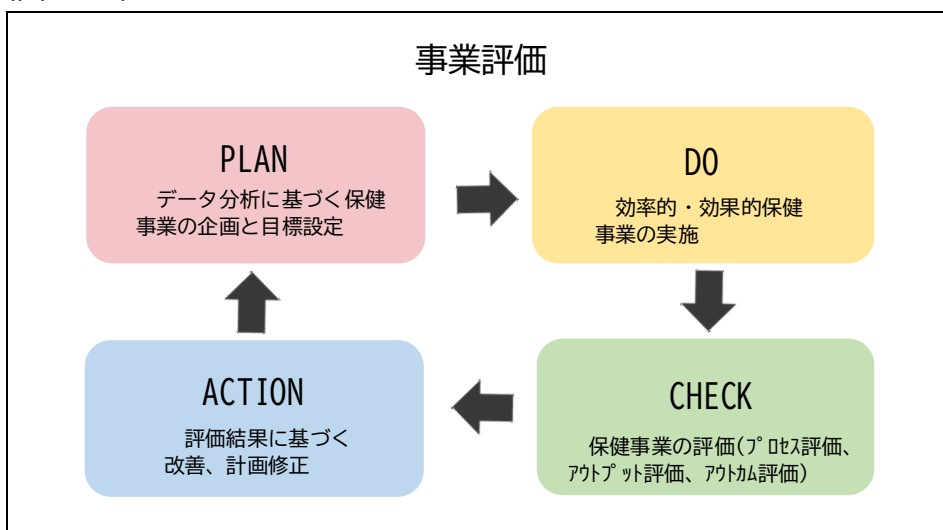 事業評価
PLAN
データ分析に基づく保健
事業の企画と目標設定
DO
効率的・効果的保健
事業の実施
ACTION
評価結果に基づく
改善、計画修正
CHECK
保健事業の評価(ﾌﾟﾛｾｽ評価、
ｱｳﾄﾌﾟｯﾄ評価、ｱｳﾄｶﾑ評価)